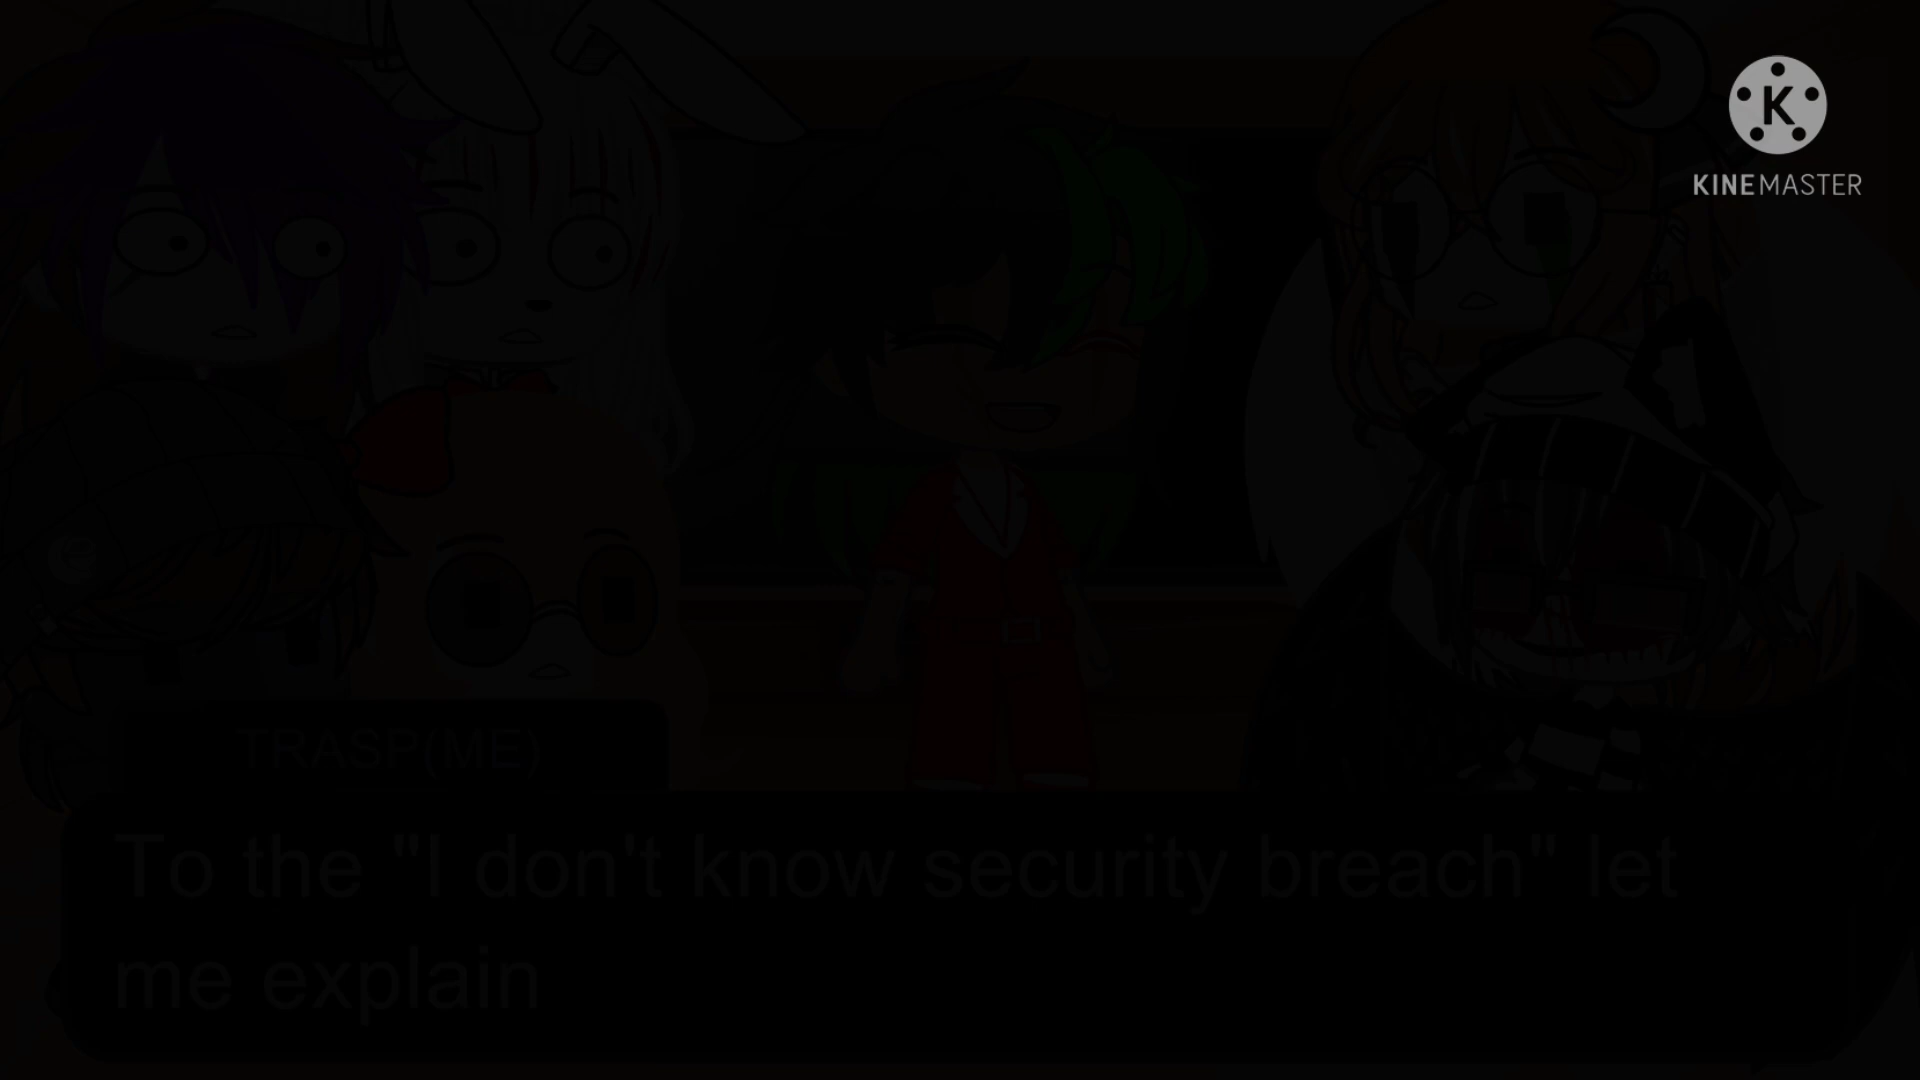 K
KINEMASTER
TRASP(ME)
To the "I don't know security breach" let
me explain